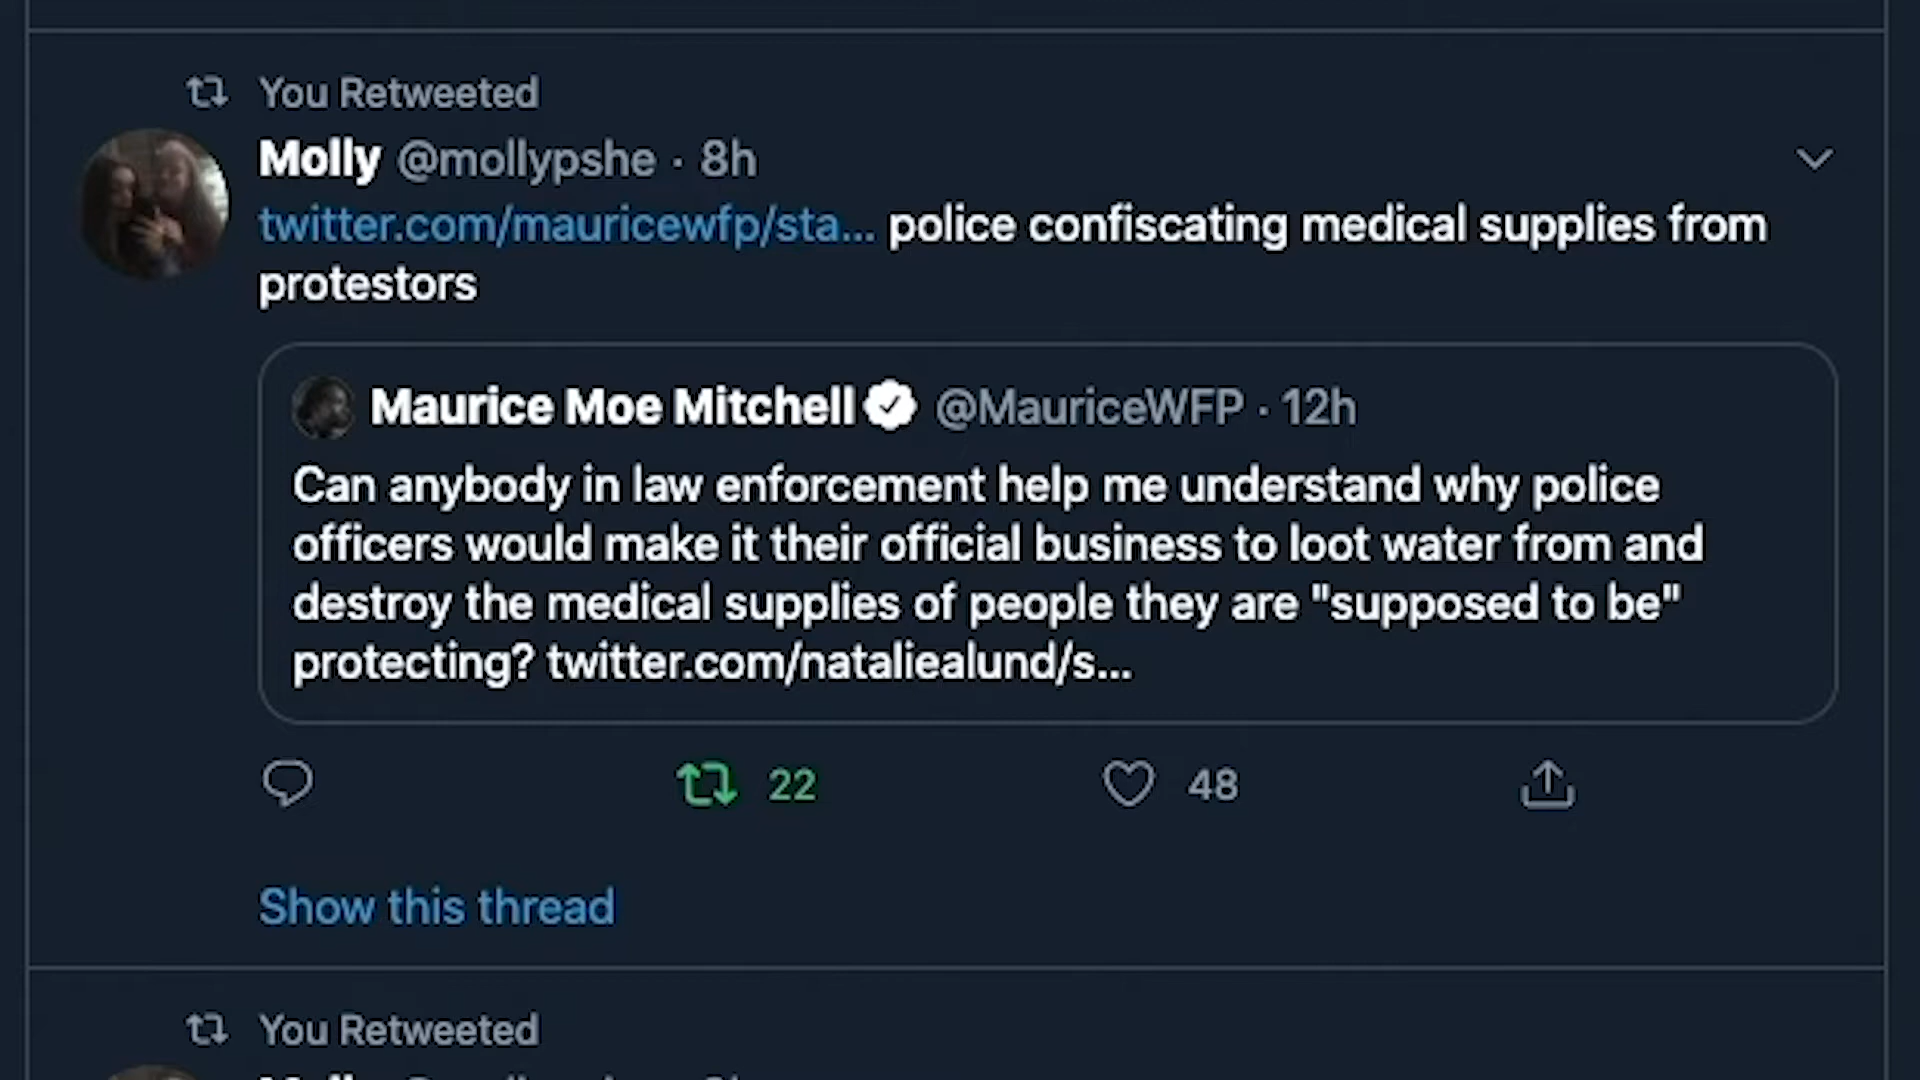 You Retweeted
Molly @mollypshe · 8h
twitter.com/mauricewfp/sta... police confiscating medical supplies from
protestors
Maurice Moe Mitchell @MauriceWFP · 12h
Can anybody in law enforcement help me understand why police
officers would make it their official business to loot water from and
destroy the medical supplies of people they are "supposed to be"
protecting? twitter.com/nataliealund/s...
22 48
Show this thread
You Retweeted